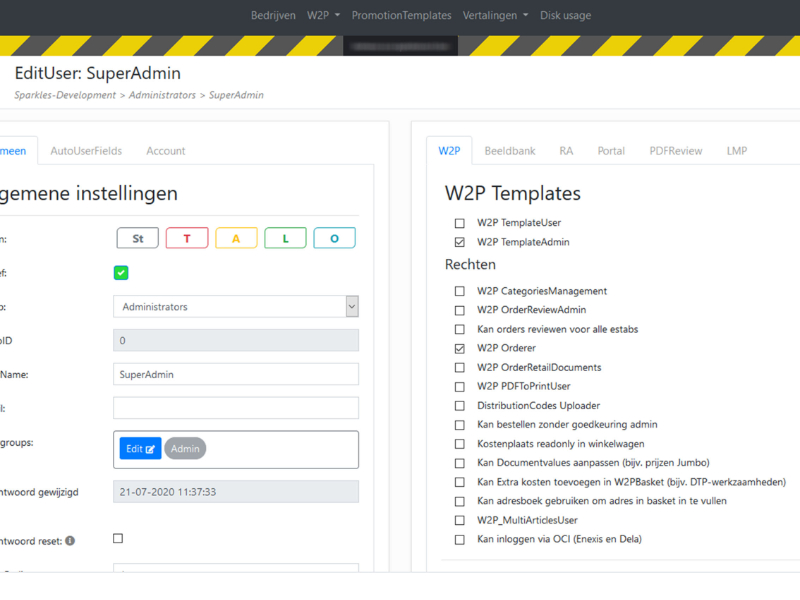 Bedrijven W2P PromotionTemplates Vertalingen Disk usage
EditUser: SuperAdmin
Sparkles-Development > Administrators > SuperAdmin
meen AutoUserFields Account
gemene instellingen
n: St T A L O
ef:
p: Administrators
oID 0
Name: SuperAdmin
l:
groups: Edit Admin
ntwoord gewijzigd 21-07-2020 11:37:33
ntwoord reset:
W2P Beeldbank RA Portal PDFReview LMP
W2P Templates
W2P TemplateUser
W2P TemplateAdmin
Rechten
W2P CategoriesManagement
W2P OrderReviewAdmin
Kan orders reviewen voor alle estabs
W2P Orderer
W2P OrderRetailDocuments
W2P PDFToPrintUser
DistributionCodes Uploader
Kan bestellen zonder goedkeuring admin
Kostenplaats readonly in winkelwagen
Kan Documentvalues aanpassen (bijv. prijzen Jumbo)
Kan Extra kosten toevoegen in W2PBasket (bijv. DTP-werkzaamheden)
Kan adresboek gebruiken om adres in basket in te vullen
W2P_MultiArticlesUser
Kan inloggen via OCI (Enexis en Dela)